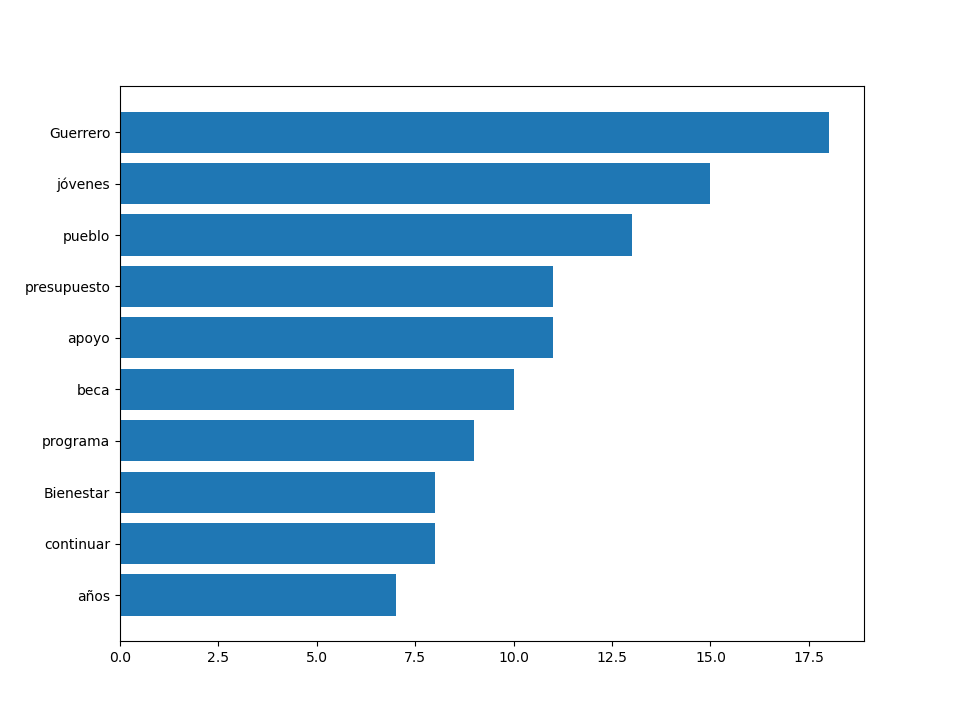 Guerrero
jóvenes
pueblo
presupuesto
apoyo
beca
programa
Bienestar
continuar
años
0.0 2.5 5.0 7.5 10.0 12.5 15.0 17.5